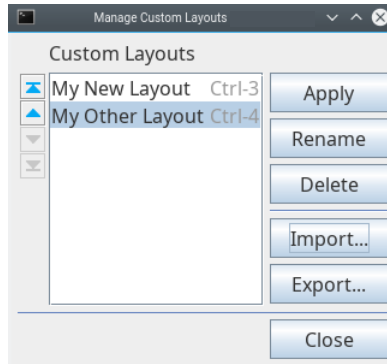 Manage Custom Layouts
Custom Layouts
My New Layout Ctrl-3
My Other Layout Ctrl-4
Apply
Rename
Delete
Import...
Export...
Close